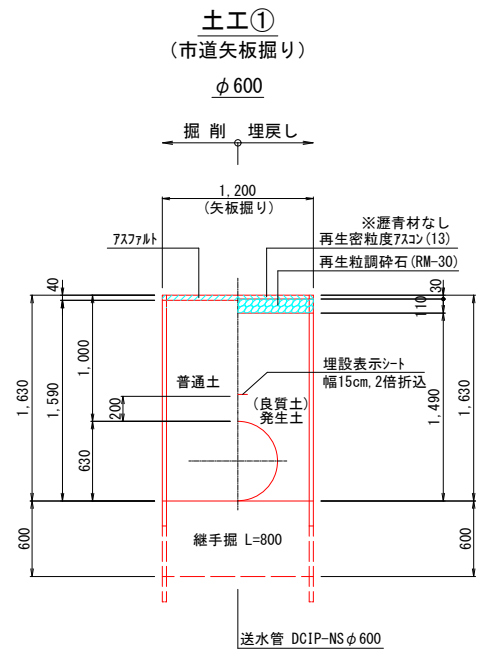 土工①
(市道矢板掘り)
φ600
掘 削 埋戻し
1,200
(矢板掘り)
※瀝青材なし
アスファルト
再生密粒度アスコン(13)
再生粒調砕石(RM-30)
40
30
110
1,000
1,630
1,590
200
630
600
普通土
埋設表示シート
幅15cm,2倍折込
(良質土)
発生土
1,490
1,630
600
継手掘 L=800
送水管 DCIP-NSφ600